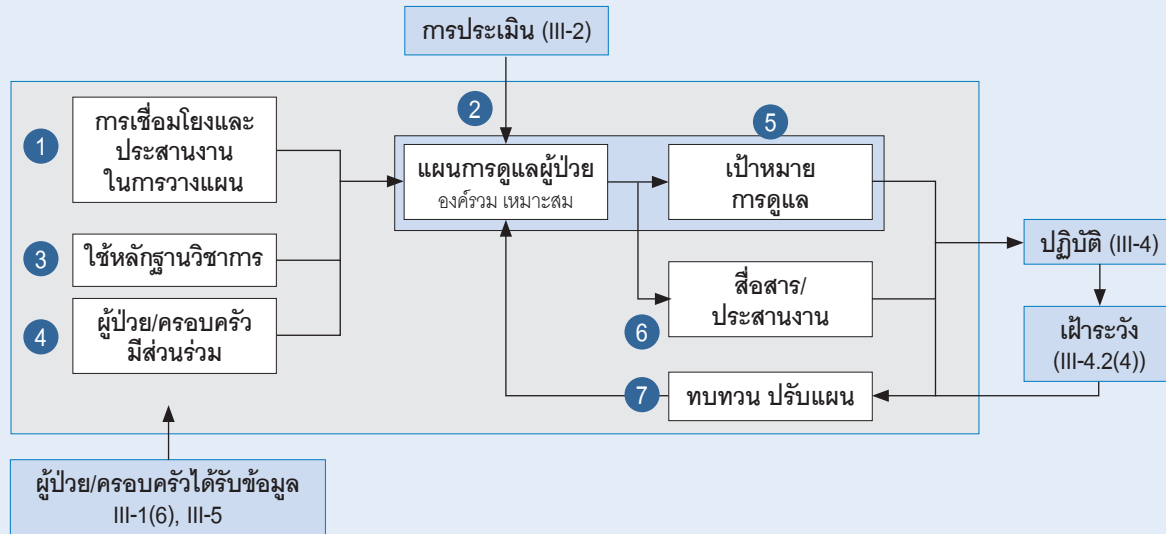 การประเมิน (III-2)
1
การเชื่อมโยงและ
ประสานงาน
ในการวางแผน
2
แผนการดูแลผู้ป่วย
องค์รวม เหมาะสม
5
เป้าหมาย
การดูแล
3
ใช้หลักฐานวิชาการ
4
ผู้ป่วย/ครอบครัว
มีส่วนร่วม
6
สื่อสาร/
ประสานงาน
7
ทบทวน ปรับแผน
ปฏิบัติ (III-4)
เฝ้าระวัง
(III-4.2(4))
ผู้ป่วย/ครอบครัวได้รับข้อมูล
III-1(6), III-5